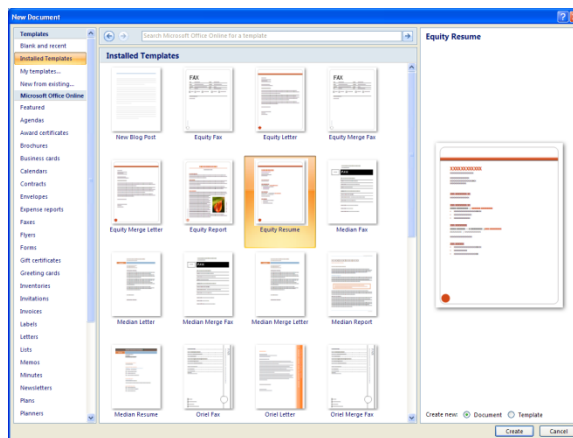 New Document
Templates
Blank and recent
Installed Templates
My templates...
New from existing...
Microsoft Office Online
Featured
Agendas
Award certificates
Brochures
Business cards
Calendars
Contracts
Envelopes
Expense reports
Faxes
Flyers
Forms
Gift certificates
Greeting cards
Inventories
Invitations
Invoices
Labels
Letters
Lists
Memos
Minutes
Newsletters
Plans
Planners
Search Microsoft Office Online for a template
Installed Templates
FAX
FAX
New Blog Post
Equity Fax
Equity Letter
Equity Merge Fax
Equity Merge Letter
Equity Report
Equity Resume
Median Fax
Median Letter
Median Merge Fax
Median Merge Letter
Median Report
Median Resume
Oriel Fax
Oriel Letter
Oriel Merge Fax
Equity Resume
Create new: Document Template
Create Cancel